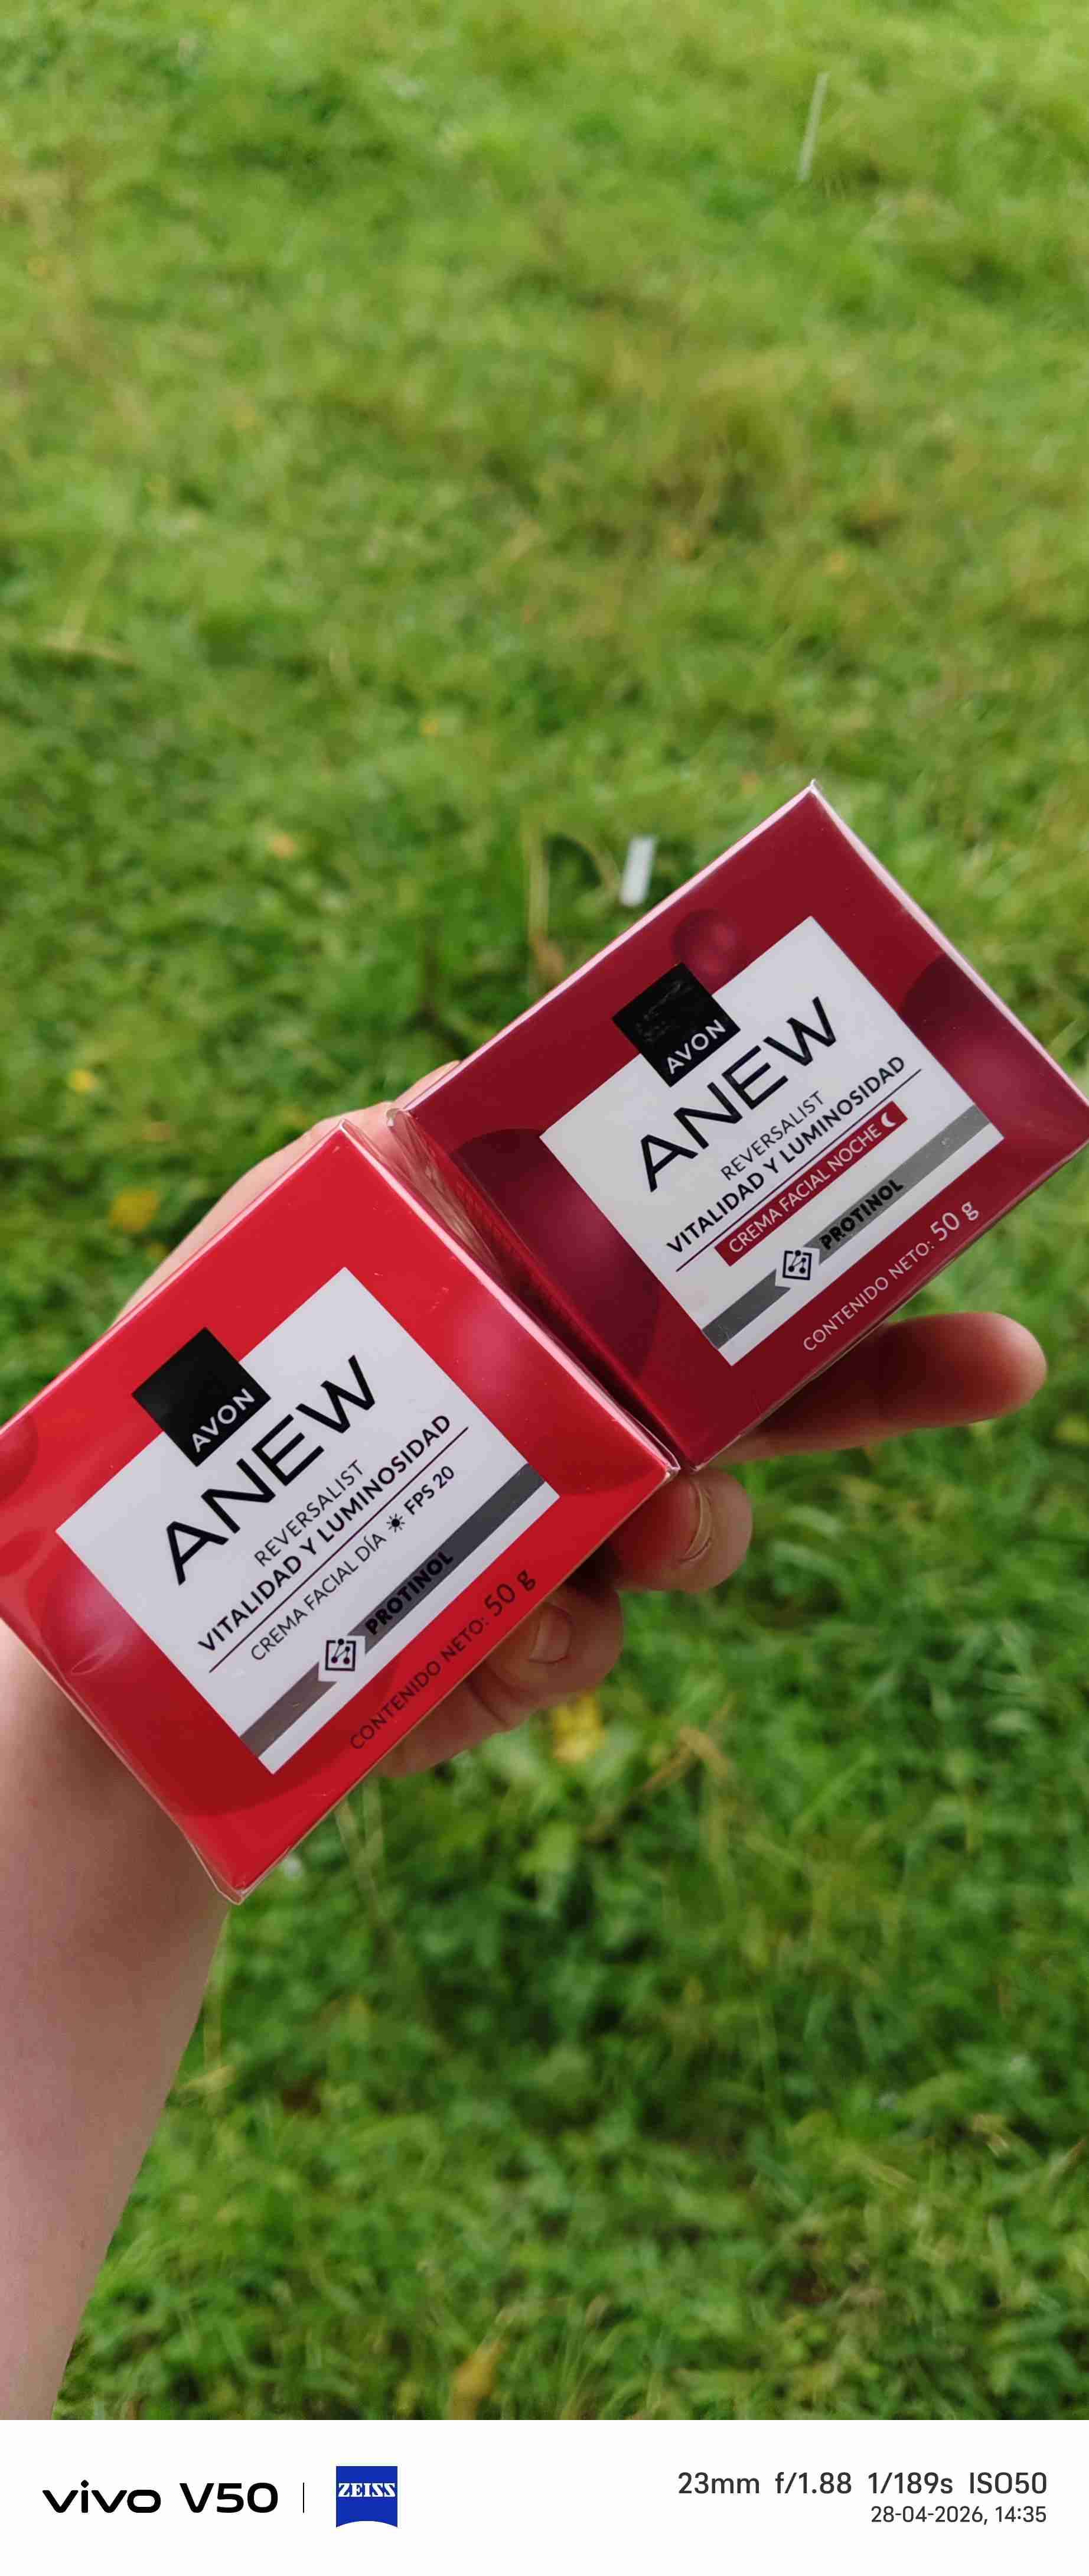 AVON
ANEW
REVERSALIST
VITALIDAD Y LUMINOSIDAD
CREMA FACIAL NOCHE
PROTINOL
CONTENIDO NETO: 50 g
AVON
ANEW
REVERSALIST
VITALIDAD Y LUMINOSIDAD
CREMA FACIAL DÍA FPS 20
PROTINOL
CONTENIDO NETO: 50 g
vivo V50 | ZEISS
23mm f/1.88 1/189s ISO50
28-04-2026, 14:35